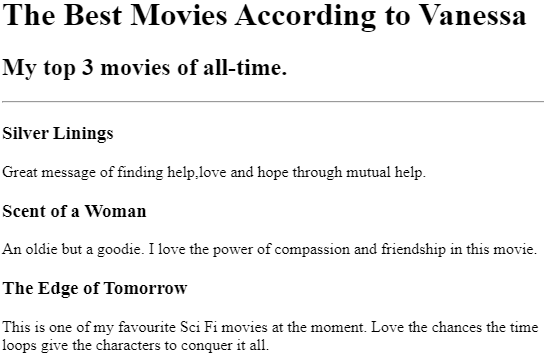 The Best Movies According to Vanessa
My top 3 movies of all-time.
Silver Linings
Great message of finding help,love and hope through mutual help.
Scent of a Woman
An oldie but a goodie. I love the power of compassion and friendship in this movie.
The Edge of Tomorrow
This is one of my favourite Sci Fi movies at the moment. Love the chances the time
loops give the characters to conquer it all.